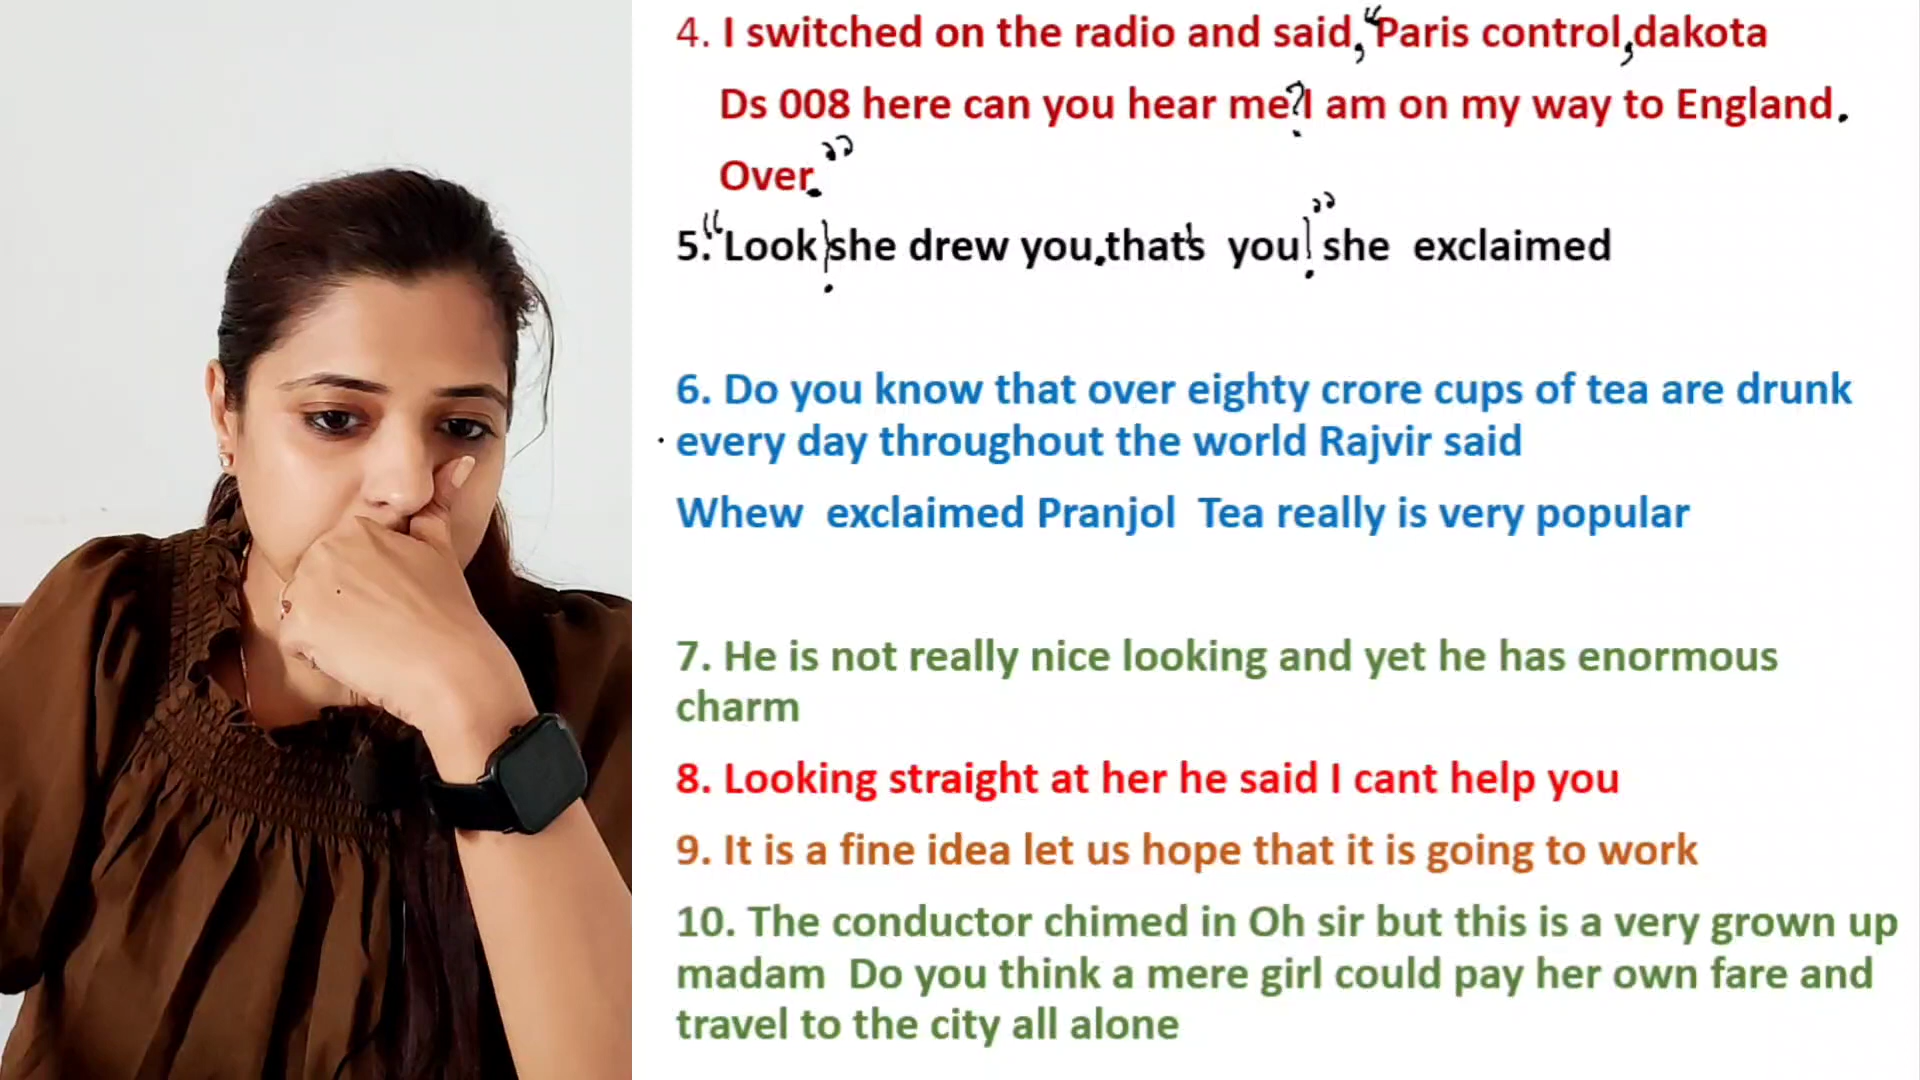 4. I switched on the radio and said, “Paris control, dakota
Ds 008 here can you hear me? I am on my way to England.
Over.”
5. “Look! she drew you. that's you!” she exclaimed
6. Do you know that over eighty crore cups of tea are drunk
every day throughout the world Rajvir said
Whew exclaimed Pranjol Tea really is very popular
7. He is not really nice looking and yet he has enormous
charm
8. Looking straight at her he said I cant help you
9. It is a fine idea let us hope that it is going to work
10. The conductor chimed in Oh sir but this is a very grown up
madam Do you think a mere girl could pay her own fare and
travel to the city all alone